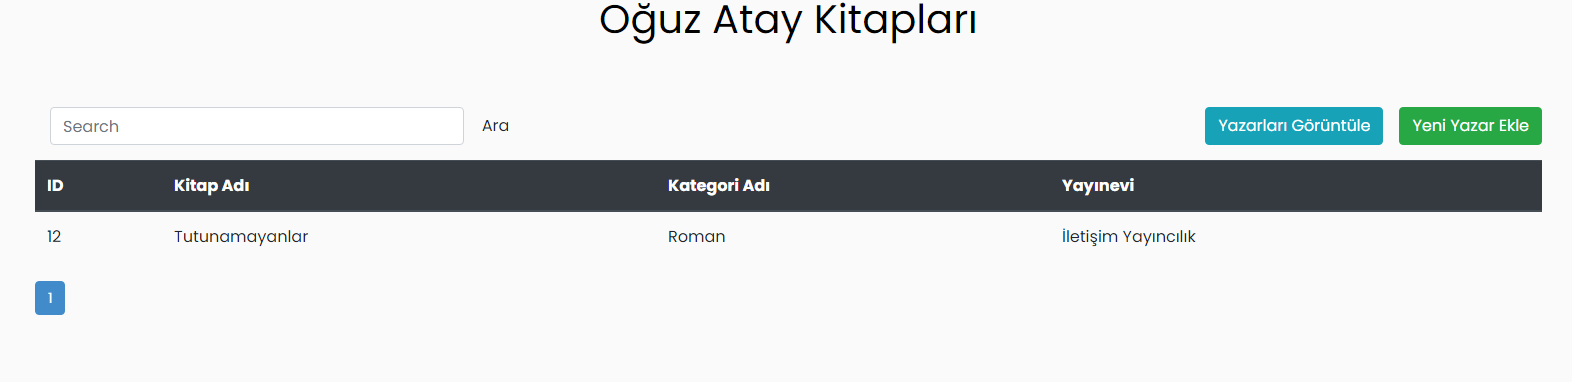 Oğuz Atay Kitapları
Search Ara Yazarları Görüntüle Yeni Yazar Ekle
ID Kitap Adı Kategori Adı Yayınevi
12 Tutunamayanlar Roman İletişim Yayıncılık
1